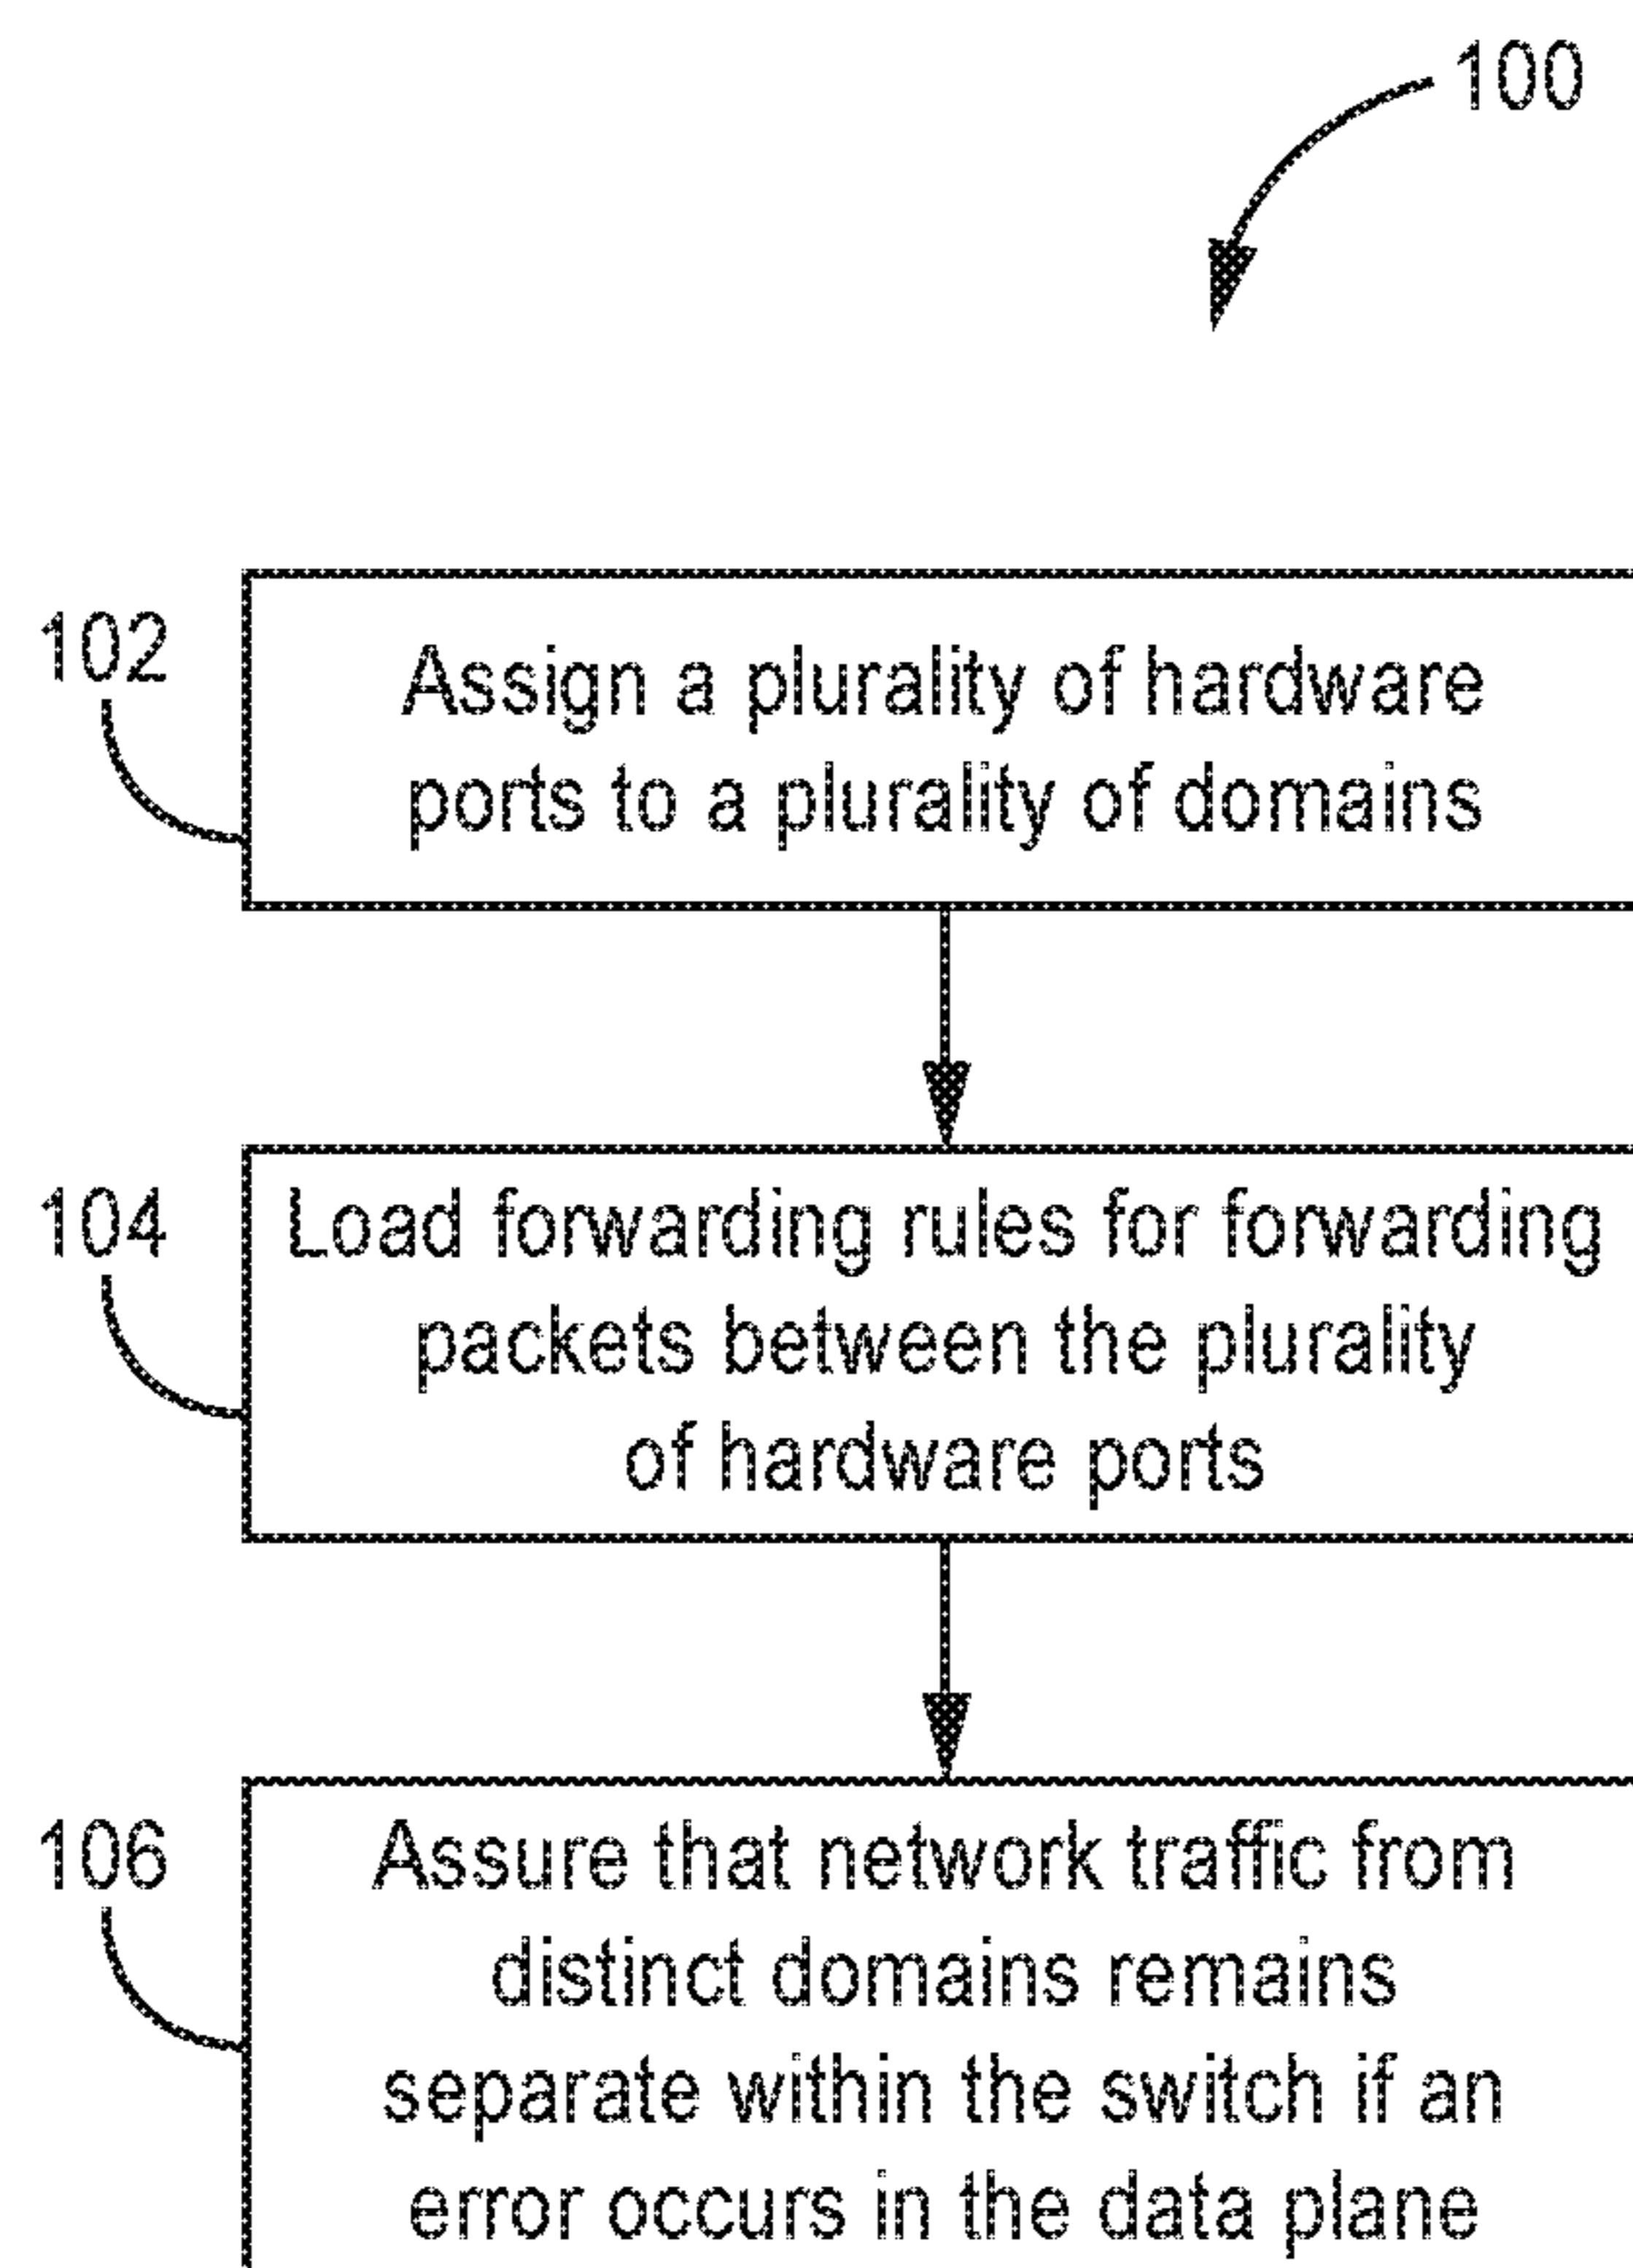 100
102
Assign a plurality of hardware
ports to a plurality of domains
104
Load forwarding rules for forwarding
packets between the plurality
of hardware ports
106
Assure that network traffic from
distinct domains remains
separate within the switch if an
error occurs in the data plane